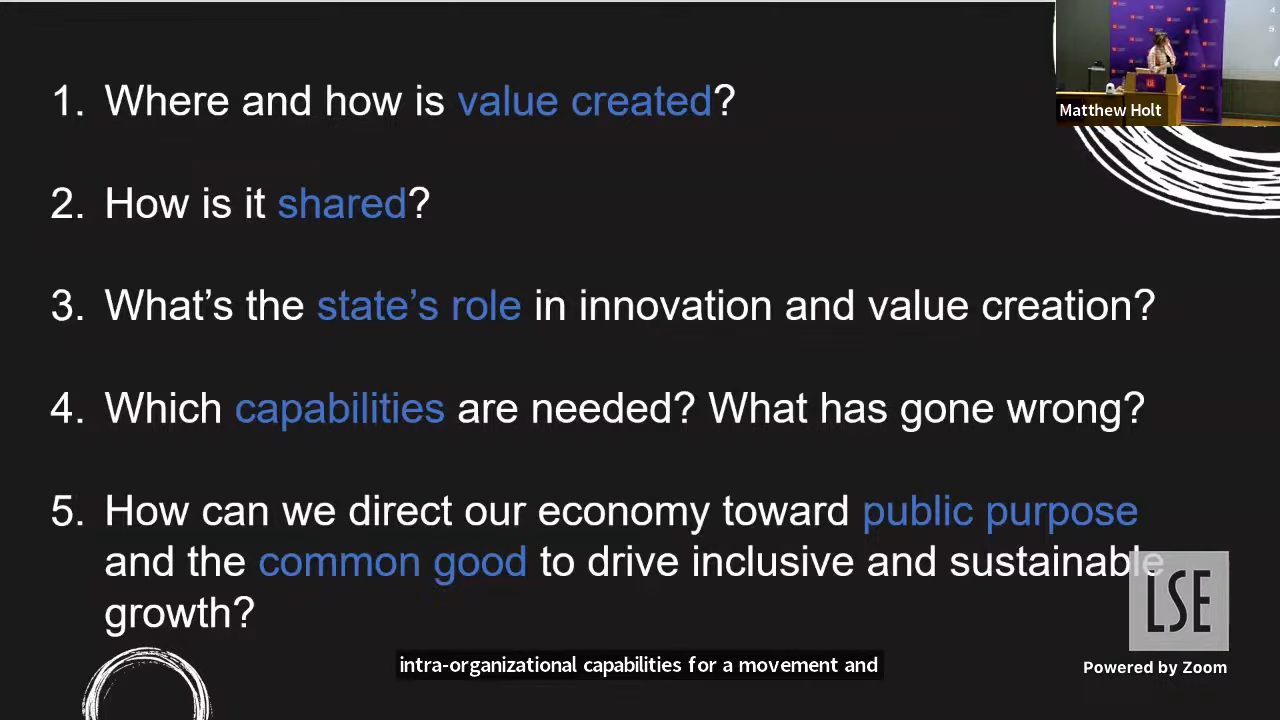 1. Where and how is value created?
Matthew Holt
2. How is it shared?
3. What's the state's role in innovation and value creation?
4. Which capabilities are needed? What has gone wrong?
5. How can we direct our economy toward public purpose
and the common good to drive inclusive and sustainable
growth?
LSE
intra-organizational capabilities for a movement and
Powered by Zoom